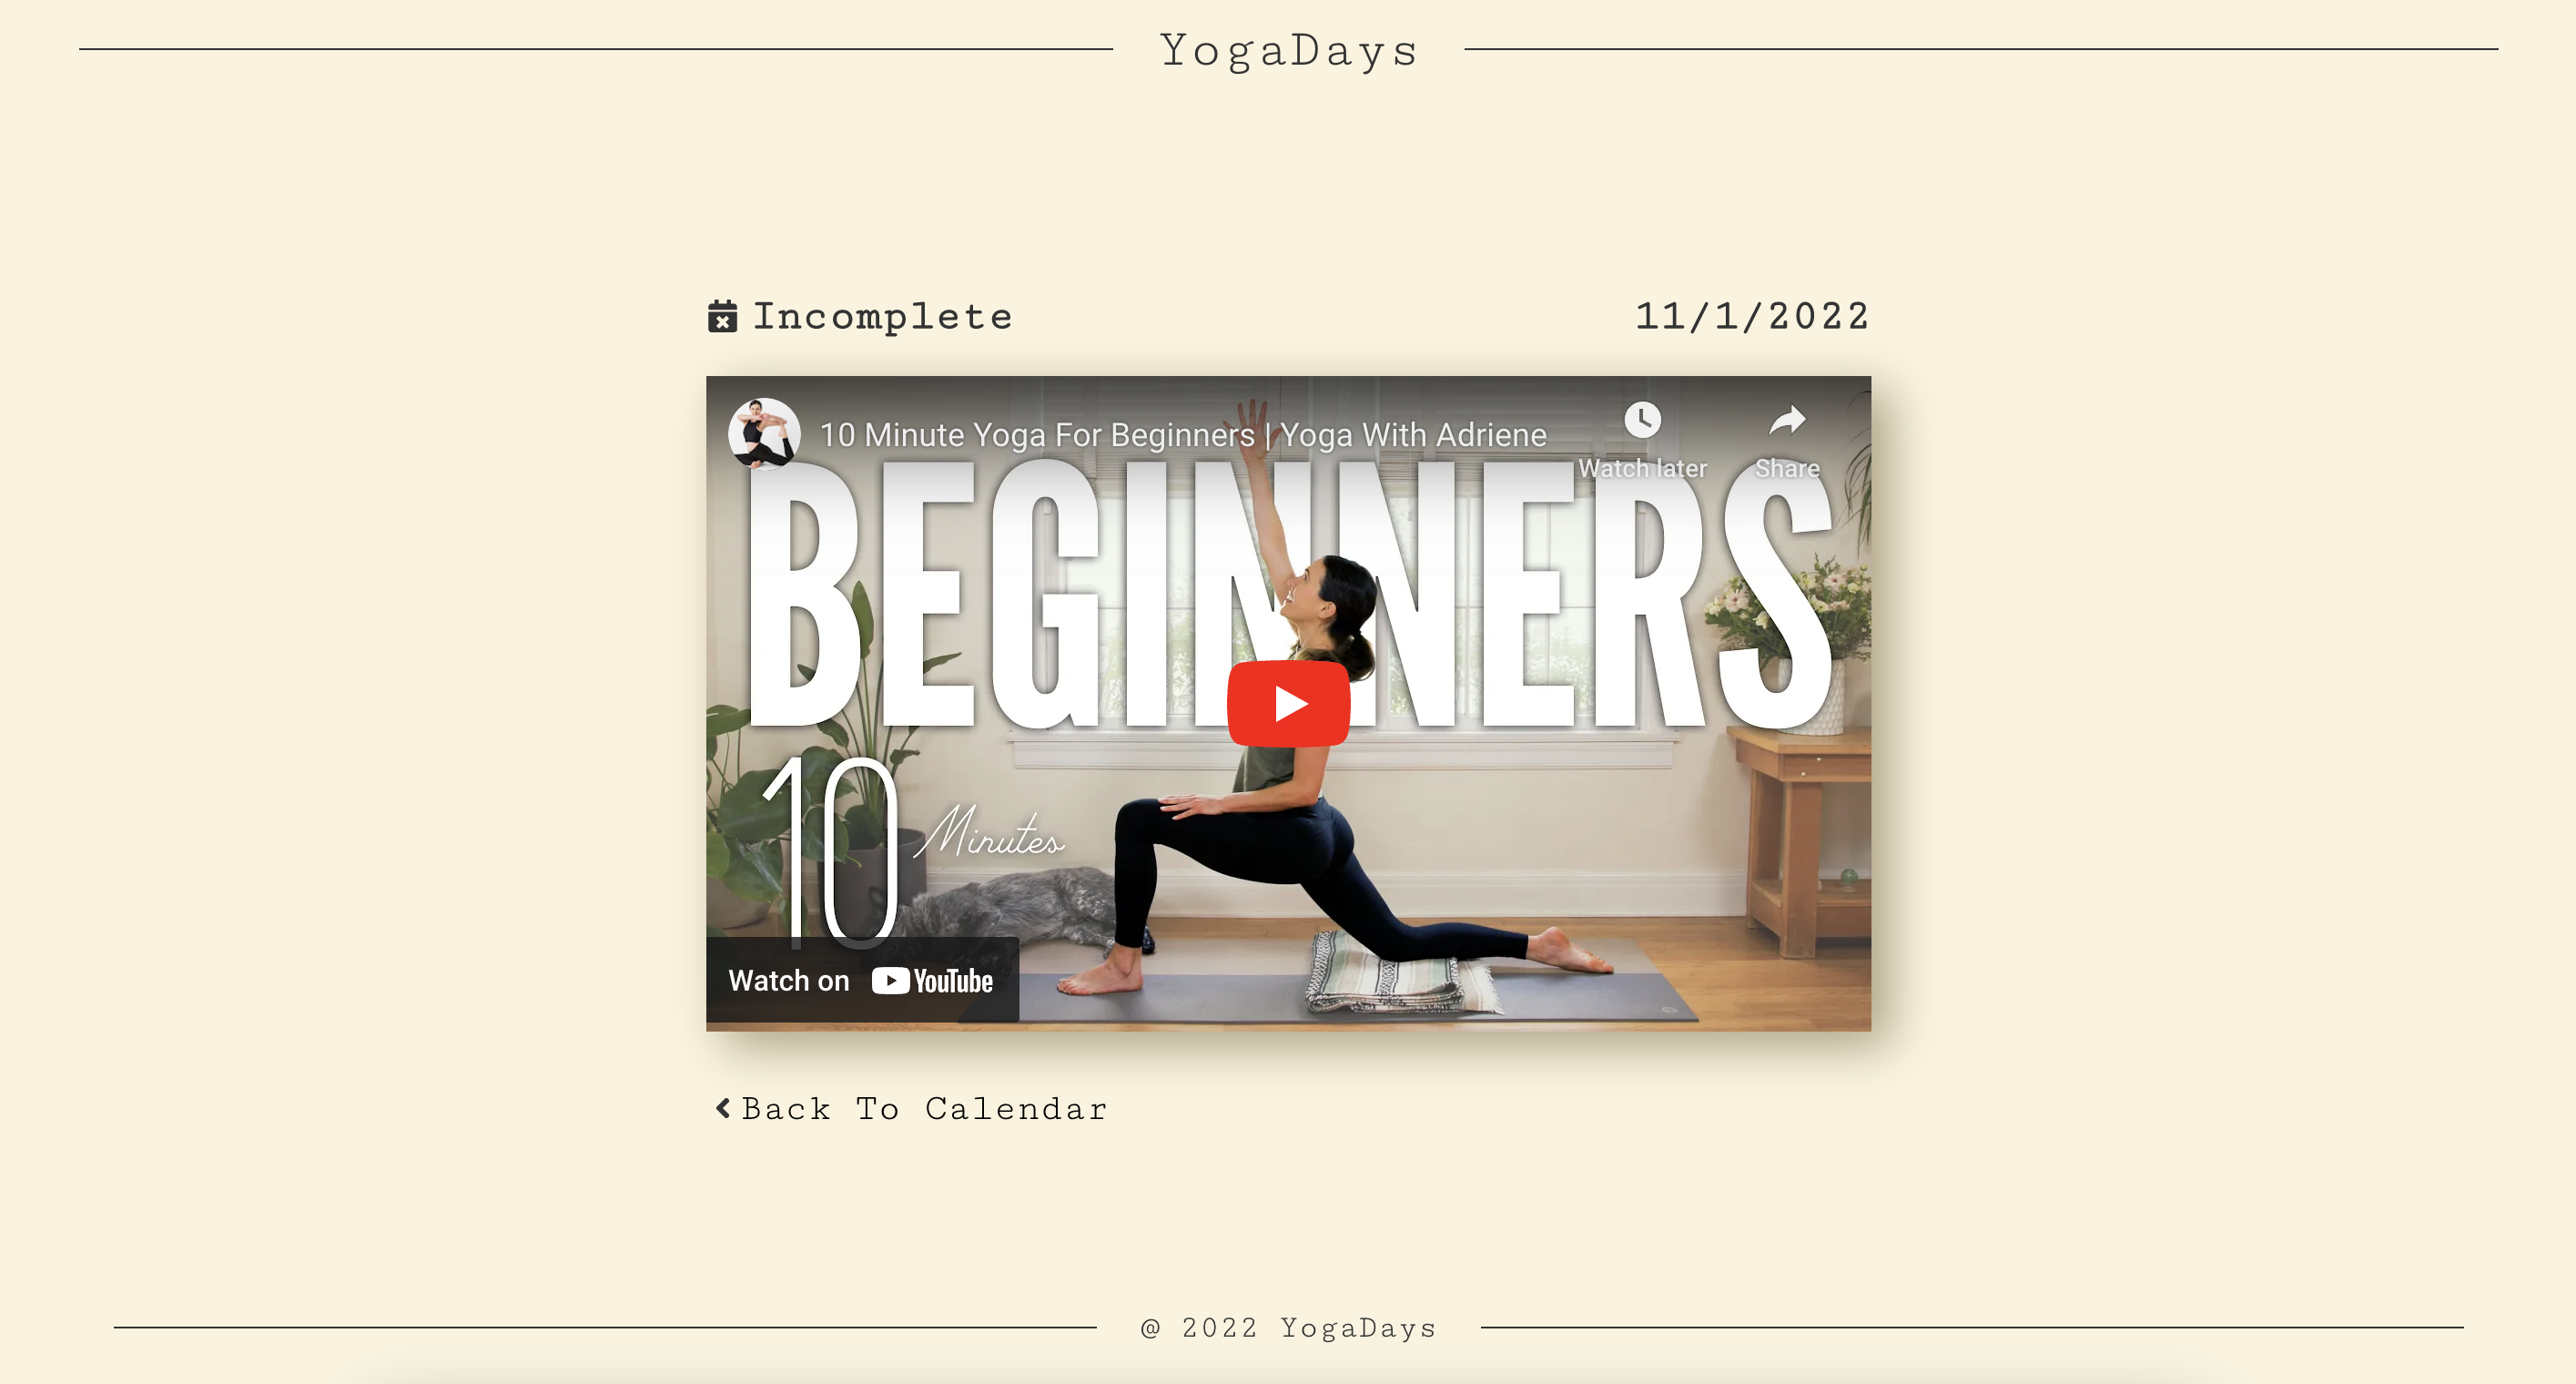 YogaDays
Incomplete
11/1/2022
10 Minute Yoga For Beginners | Yoga With Adriene
Watch later
Share
BEGINNERS
10 Minutes
Watch on YouTube
Back To Calendar
@ 2022 YogaDays